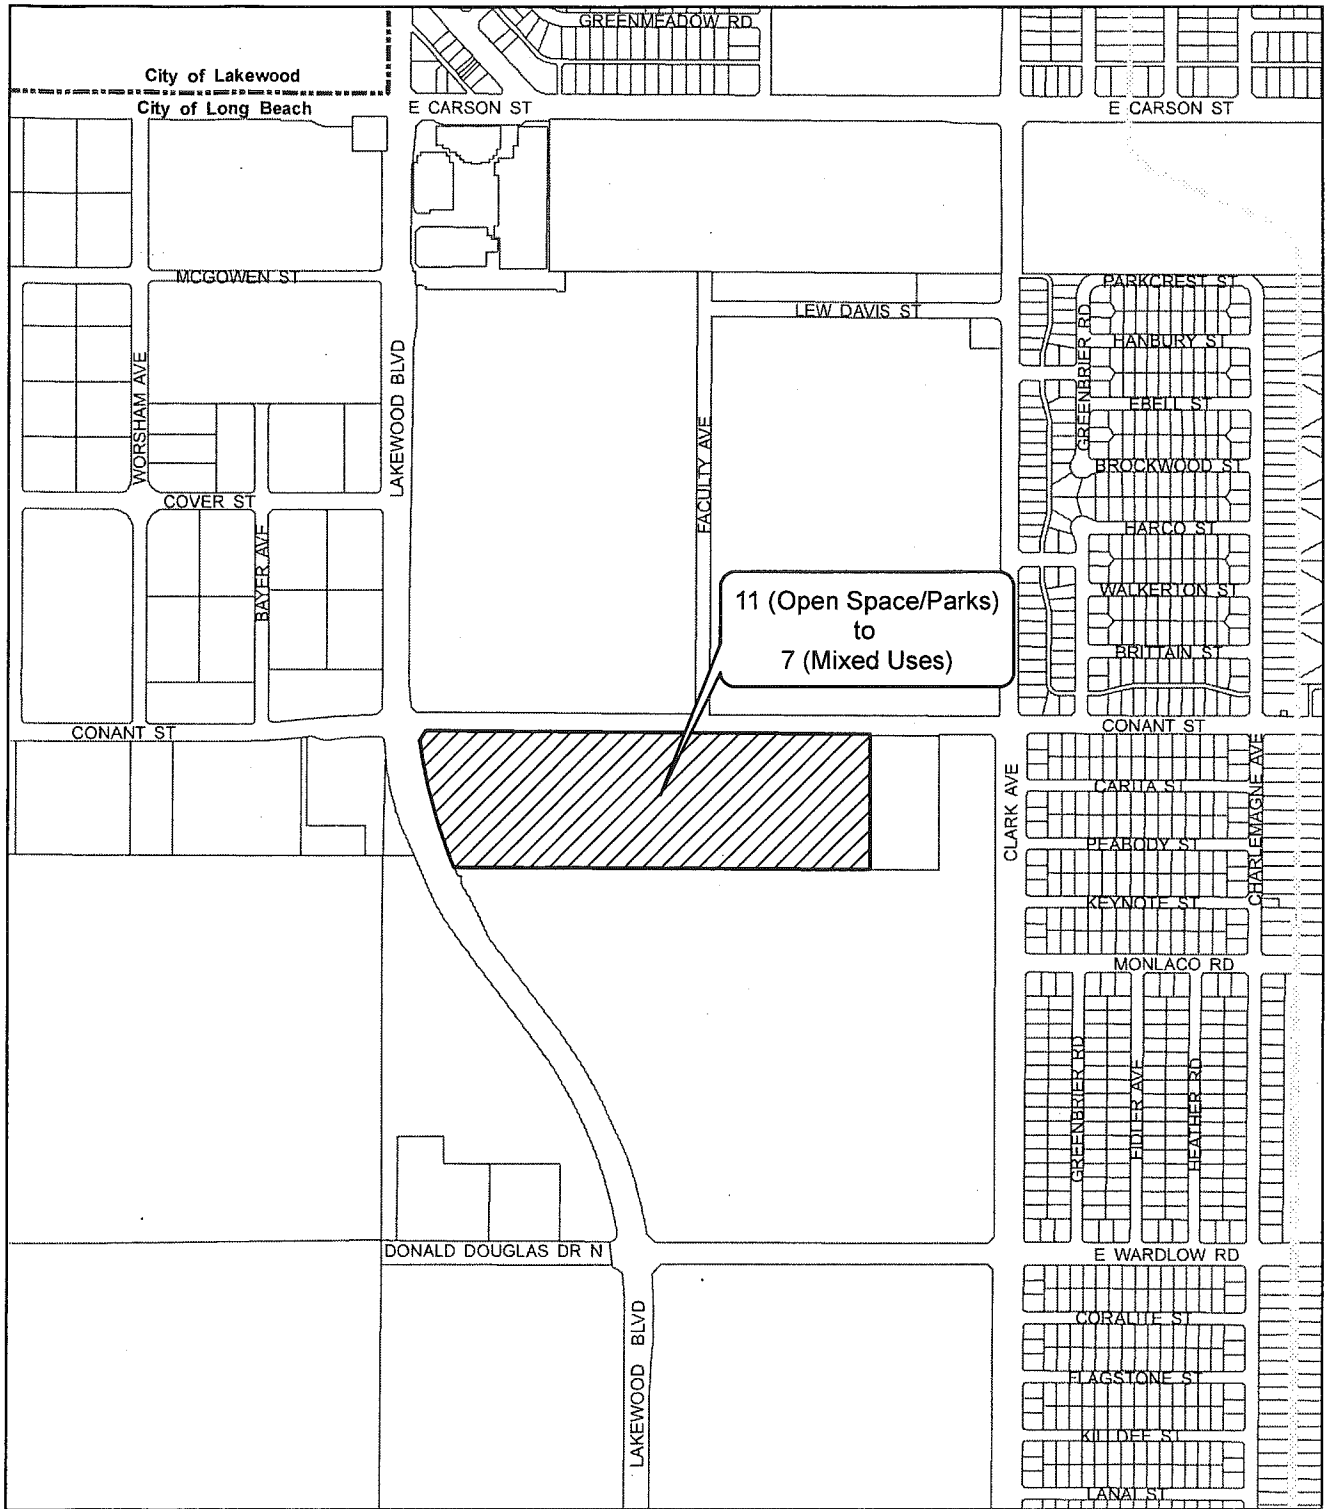 GREENMEADOW RD
City of Lakewood
City of Long Beach
E CARSON ST
E CARSON ST
MCGOWEN ST
PARKCREST ST
LEW DAVIS ST
GREENBRIER RD
HANBURY ST
WORSHAM AVE
LAKEWOOD BLVD
EBELL ST
FACULTY AVE
BROCKWOOD ST
COVER ST
HARCO ST
BAYER AVE
11 (Open Space/Parks)
to
7 (Mixed Uses)
WALKERTON ST
BRITTAIN ST
CONANT ST
CONANT ST
CLARK AVE
CHARLEMAGNE AVE
CARITA ST
PEABODY ST
KEYNOTE ST
MONLACO RD
GREENBRIER RD
FIDLER AVE
HEATHER RD
DONALD DOUGLAS DR N
E WARDLOW RD
LAKEWOOD BLVD
CORALITE ST
FLAGSTONE ST
KILLDEE ST
LANAI ST